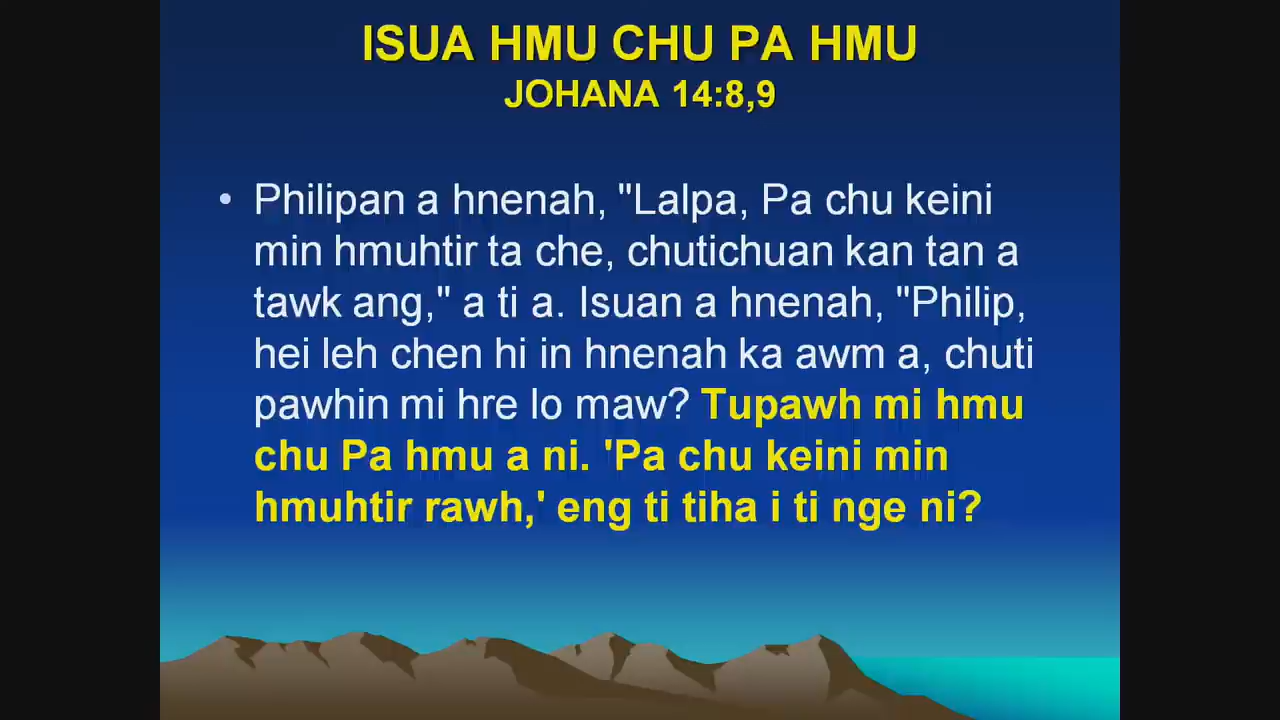 ISUA HMU CHU PA HMU
JOHANA 14:8,9
• Philipan a hnenah, "Lalpa, Pa chu keini
min hmuhtir ta che, chutichuan kan tan a
tawk ang," a ti a. Isuan a hnenah, "Philip,
hei leh chen hi in hnenah ka awm a, chuti
pawhin mi hre lo maw? Tupawh mi hmu
chu Pa hmu a ni. 'Pa chu keini min
hmuhtir rawh,' eng ti tiha i ti nge ni?